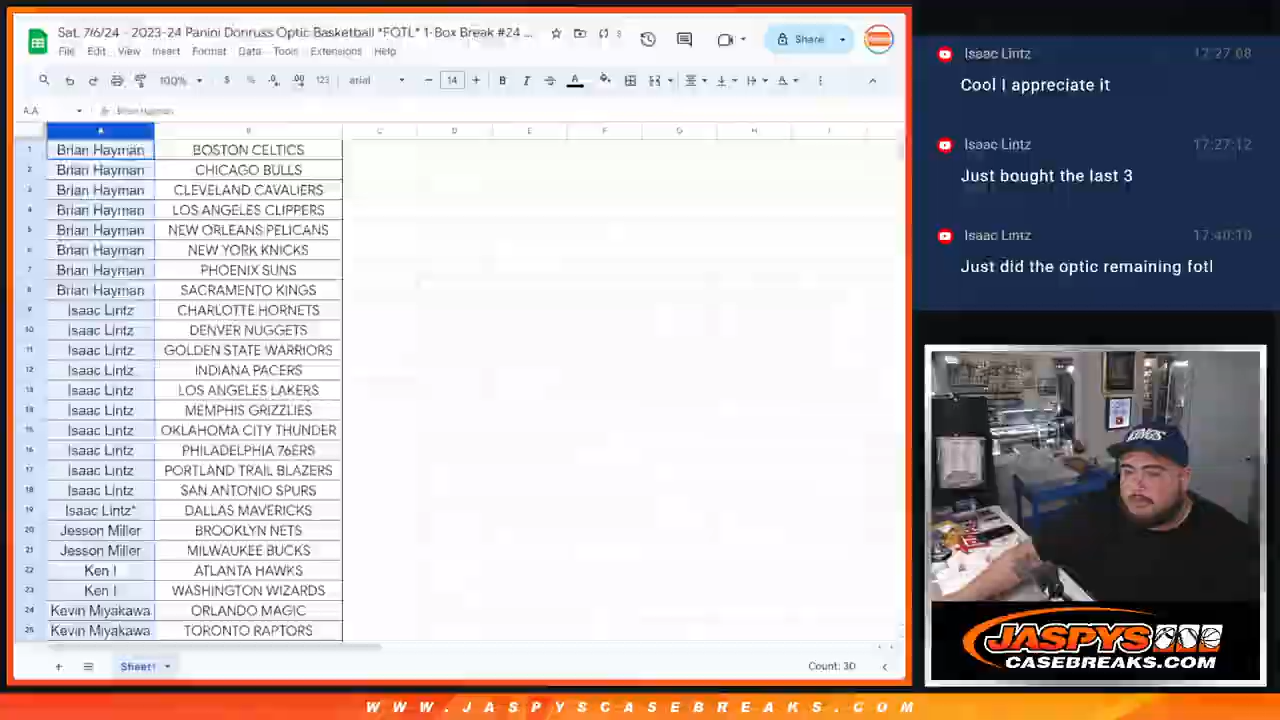 Sat. 7/6/24 - 2023-24 Panini Donruss Optic Basketball *FOTL* 1-Box Break #24 ...
File Edit View Insert Format Data Tools Extensions Help
Share
100% $ % .0 .00 123 arial 14 B I A
Brian Hayman
A B C D E F G H I
1 Brian Hayman BOSTON CELTICS
2 Brian Hayman CHICAGO BULLS
3 Brian Hayman CLEVELAND CAVALIERS
4 Brian Hayman LOS ANGELES CLIPPERS
5 Brian Hayman NEW ORLEANS PELICANS
6 Brian Hayman NEW YORK KNICKS
7 Brian Hayman PHOENIX SUNS
8 Brian Hayman SACRAMENTO KINGS
9 Isaac Lintz CHARLOTTE HORNETS
10 Isaac Lintz DENVER NUGGETS
11 Isaac Lintz GOLDEN STATE WARRIORS
12 Isaac Lintz INDIANA PACERS
13 Isaac Lintz LOS ANGELES LAKERS
Isaac Lintz MEMPHIS GRIZZLIES
15 Isaac Lintz OKLAHOMA CITY THUNDER
16 Isaac Lintz PHILADELPHIA 76ERS
17 Isaac Lintz PORTLAND TRAIL BLAZERS
18 Isaac Lintz SAN ANTONIO SPURS
19 Isaac Lintz* DALLAS MAVERICKS
20 Jesson Miller BROOKLYN NETS
21 Jesson Miller MILWAUKEE BUCKS
22 Ken I ATLANTA HAWKS
23 Ken I WASHINGTON WIZARDS
24 Kevin Miyakawa ORLANDO MAGIC
25 Kevin Miyakawa TORONTO RAPTORS
Sheet1
Count: 30
Isaac Lintz 17:27:08
Cool I appreciate it
Isaac Lintz 17:27:12
Just bought the last 3
Isaac Lintz 17:40:10
Just did the optic remaining fotl
KINGS
JASPYS
CASEBREAKS.COM
WWW.JASPYSCASEBREAKS.COM